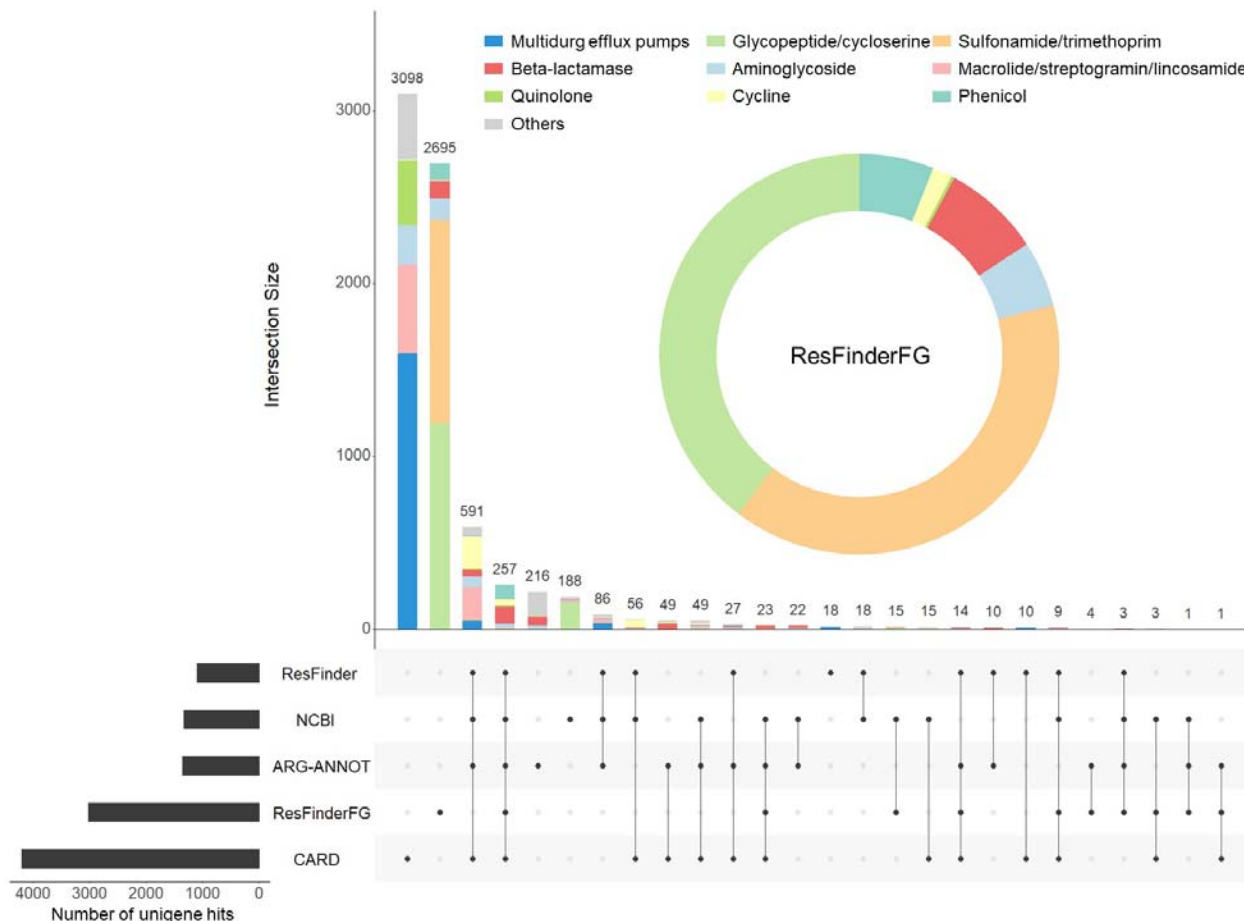 Multidurg efflux pumps
Glycopeptide/cycloserine
Sulfonamide/trimethoprim
Beta-lactamase
Aminoglycoside
Macrolide/streptogramin/lincosamide
Quinolone
Cycline
Phenicol
Others
3098
2695
591
257
216
188
86
56
49
49
27
23
22
18
18
15
15
14
10
10
9
4
3
3
1
1
3000
2000
1000
0
Intersection Size
ResFinderFG
ResFinder
NCBI
ARG-ANNOT
ResFinderFG
CARD
4000 3000 2000 1000 0
Number of unigene hits